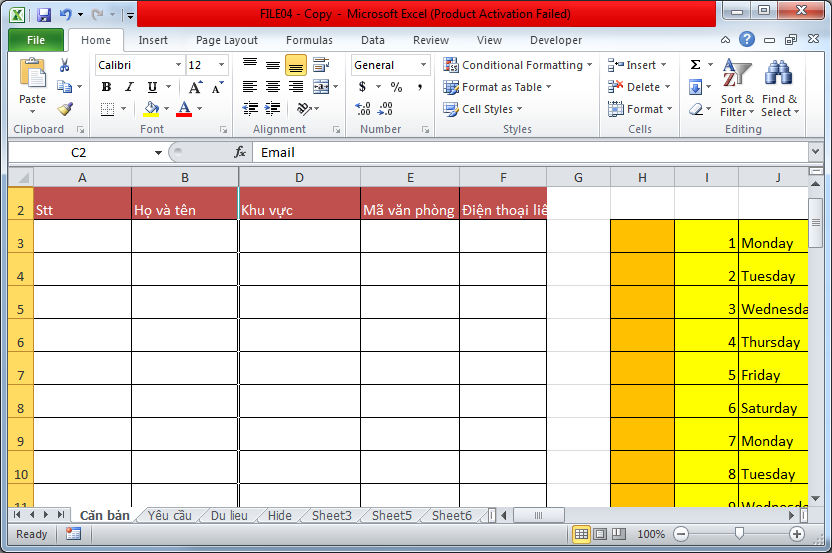 FILE04 - Copy - Microsoft Excel (Product Activation Failed)
File Home Insert Page Layout Formulas Data Review View Developer
Paste
Clipboard
Calibri 12
B I U A A
A
Font
Alignment
General
$ % ,
Number
Conditional Formatting
Format as Table
Cell Styles
Styles
Insert
Delete
Format
Cells
Σ
Sort & Filter
Find & Select
Editing
C2 fx Email
A B D E F G H I J
2 Stt Họ và tên Khu vực Mã văn phòng Điện thoại liê
3 1 Monday
4 2 Tuesday
5 3 Wednesda
6 4 Thursday
7 5 Friday
8 6 Saturday
9 7 Monday
10 8 Tuesday
11 9 Wednesda
Căn bản Yêu cầu Du lieu Hide Sheet3 Sheet5 Sheet6
Ready 100%